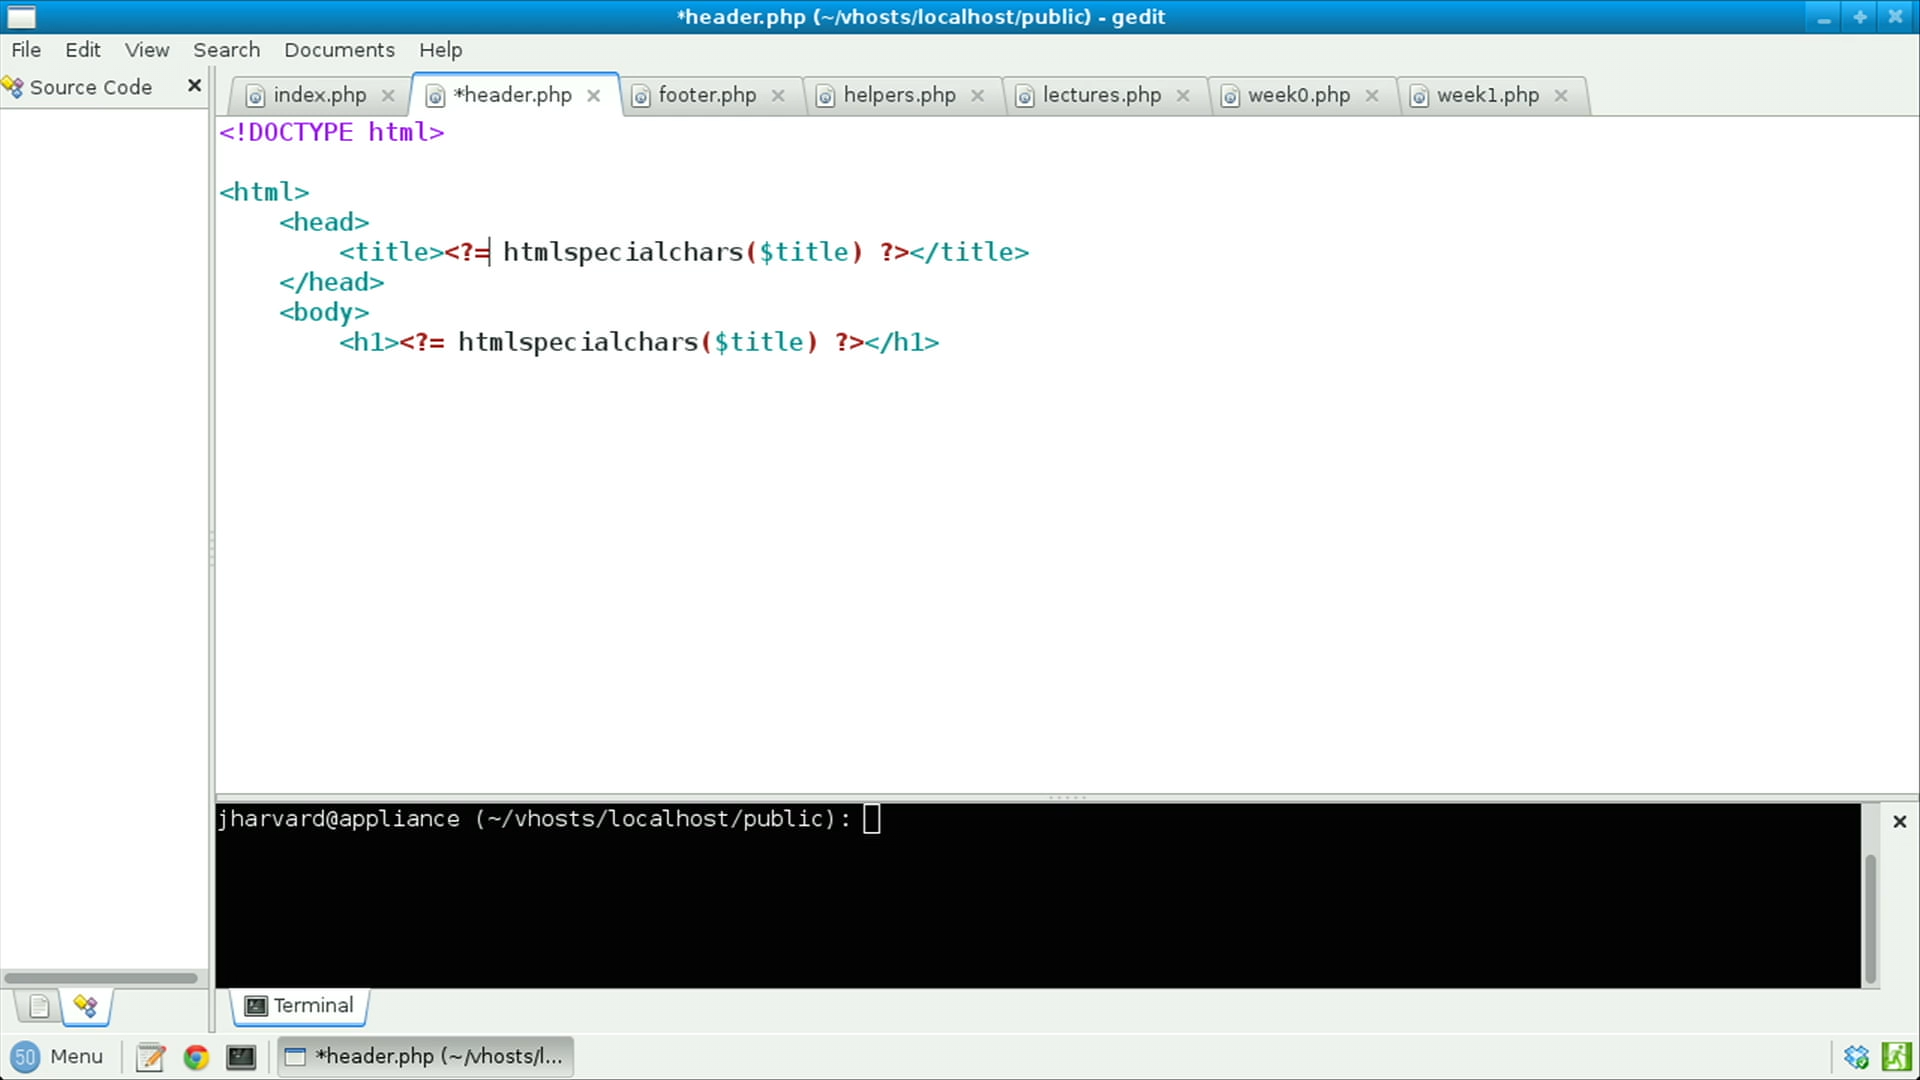 *header.php (~/vhosts/localhost/public) - gedit
File Edit View Search Documents Help
Source Code
index.php *header.php footer.php helpers.php lectures.php week0.php week1.php
<!DOCTYPE html>
<html>
<head>
<title><?= htmlspecialchars($title) ?></title>
</head>
<body>
<h1><?= htmlspecialchars($title) ?></h1>
jharvard@appliance (~/vhosts/localhost/public):
Terminal
50 Menu *header.php (~/vhosts/l...